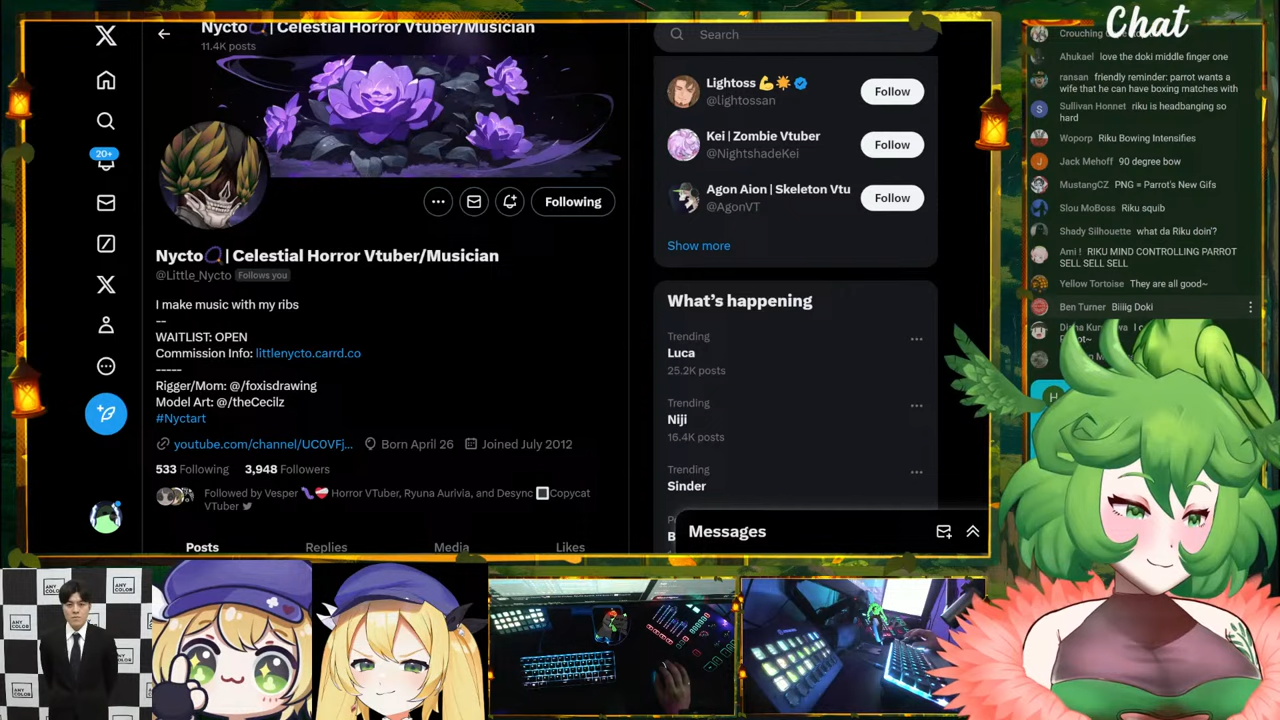 Nycto | Celestial Horror Vtuber/Musician
11.4K posts
Following
Nycto | Celestial Horror Vtuber/Musician
@Little_Nycto Follows you
I make music with my ribs
--
WAITLIST: OPEN
Commission Info: littlenycto.carrd.co
-----
Rigger/Mom: @/foxisdrawing
Model Art: @/theCecilz
#Nyctart
youtube.com/channel/UC0VFj... Born April 26 Joined July 2012
533 Following 3,948 Followers
Followed by Vesper Horror VTuber, Ryuna Aurivia, and Desync Copycat
VTuber
Posts Replies Media Likes
20+
Search
Lightoss
@lightossan
Follow
Kei | Zombie Vtuber
@NightshadeKei
Follow
Agon Aion | Skeleton Vtu
@AgonVT
Follow
Show more
What's happening
Trending
Luca
25.2K posts
Trending
Niji
16.4K posts
Trending
Sinder
Messages
Chat
Crouching
Ahukael love the doki middle finger one
ransan friendly reminder: parrot wants a
wife that he can have boxing matches with
Sullivan Honnet riku is headbanging so
hard
Woporp Riku Bowing Intensifies
Jack Mehoff 90 degree bow
MustangCZ PNG = Parrot's New Gifs
Slou MoBoss Riku squib
Shady Silhouette what da Riku doin'?
Ami ! RIKU MIND CONTROLLING PARROT
SELL SELL SELL
Yellow Tortoise They are all good~
Ben Turner Biiiig Doki
H
ANY
COLOR
ANY
COLOR
ANY
COLOR
ANY
COLOR
ANY
COLOR